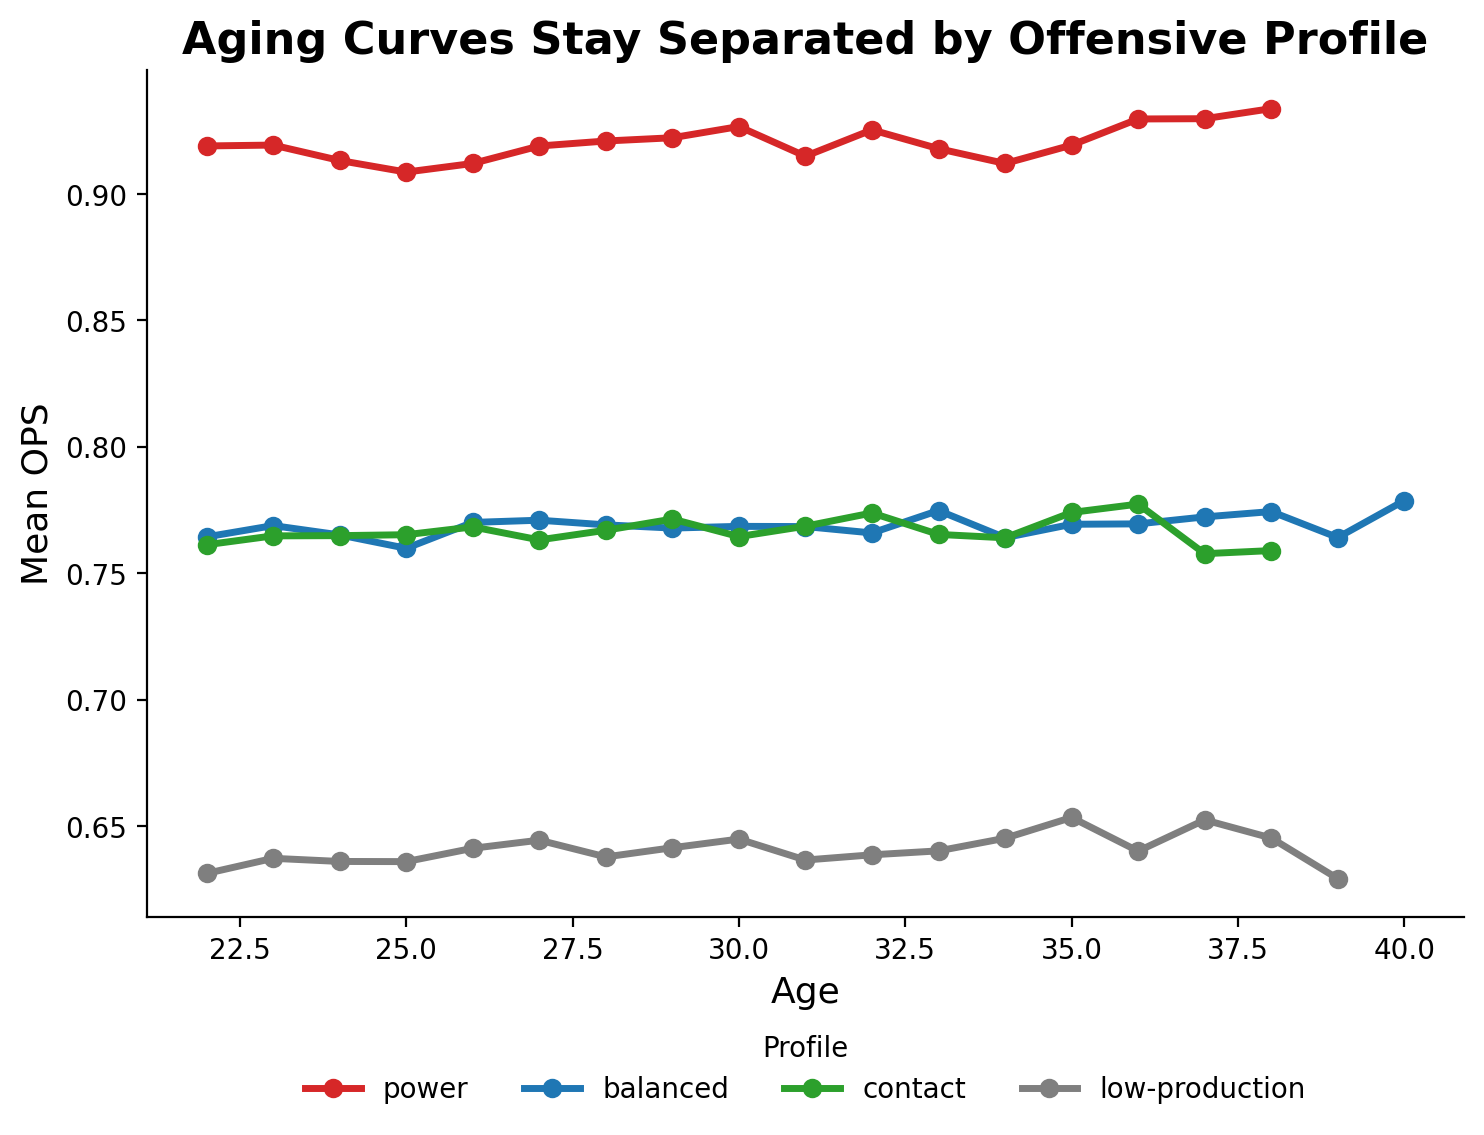 Aging Curves Stay Separated by Offensive Profile
Mean OPS
0.90
0.85
0.80
0.75
0.70
0.65
22.5 25.0 27.5 30.0 32.5 35.0 37.5 40.0
Age
Profile
power balanced contact low-production